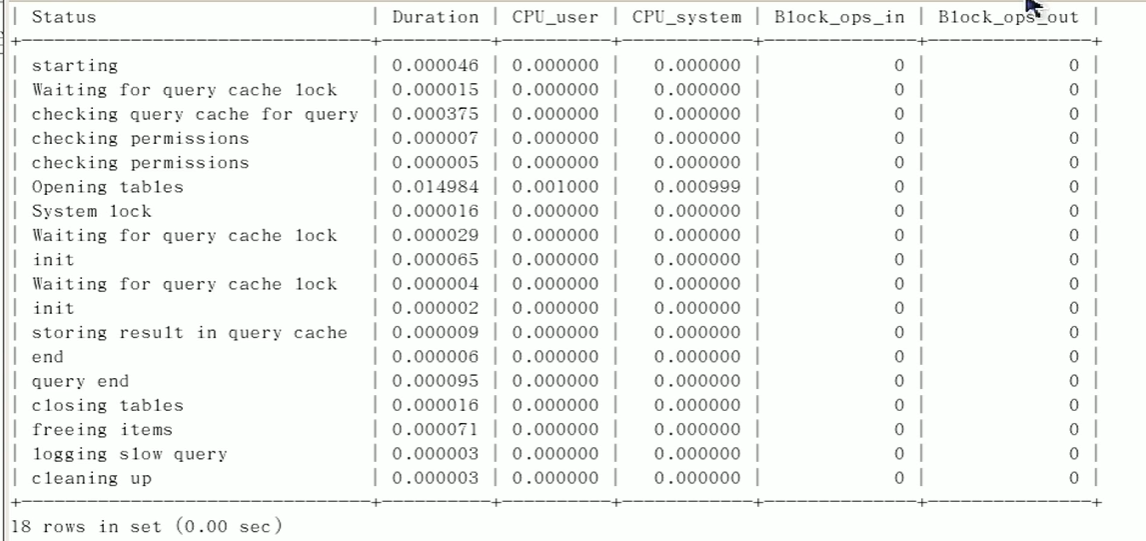 | Status | Duration | CPU_user | CPU_system | Block_ops_in | Block_ops_out |
| starting | 0.000046 | 0.000000 | 0.000000 | 0 | 0 |
| Waiting for query cache lock | 0.000015 | 0.000000 | 0.000000 | 0 | 0 |
| checking query cache for query | 0.000375 | 0.000000 | 0.000000 | 0 | 0 |
| checking permissions | 0.000007 | 0.000000 | 0.000000 | 0 | 0 |
| checking permissions | 0.000005 | 0.000000 | 0.000000 | 0 | 0 |
| Opening tables | 0.014984 | 0.001000 | 0.000999 | 0 | 0 |
| System lock | 0.000016 | 0.000000 | 0.000000 | 0 | 0 |
| Waiting for query cache lock | 0.000029 | 0.000000 | 0.000000 | 0 | 0 |
| init | 0.000065 | 0.000000 | 0.000000 | 0 | 0 |
| Waiting for query cache lock | 0.000004 | 0.000000 | 0.000000 | 0 | 0 |
| init | 0.000002 | 0.000000 | 0.000000 | 0 | 0 |
| storing result in query cache | 0.000009 | 0.000000 | 0.000000 | 0 | 0 |
| end | 0.000006 | 0.000000 | 0.000000 | 0 | 0 |
| query end | 0.000095 | 0.000000 | 0.000000 | 0 | 0 |
| closing tables | 0.000016 | 0.000000 | 0.000000 | 0 | 0 |
| freeing items | 0.000071 | 0.000000 | 0.000000 | 0 | 0 |
| logging slow query | 0.000003 | 0.000000 | 0.000000 | 0 | 0 |
| cleaning up | 0.000003 | 0.000000 | 0.000000 | 0 | 0 |
18 rows in set (0.00 sec)